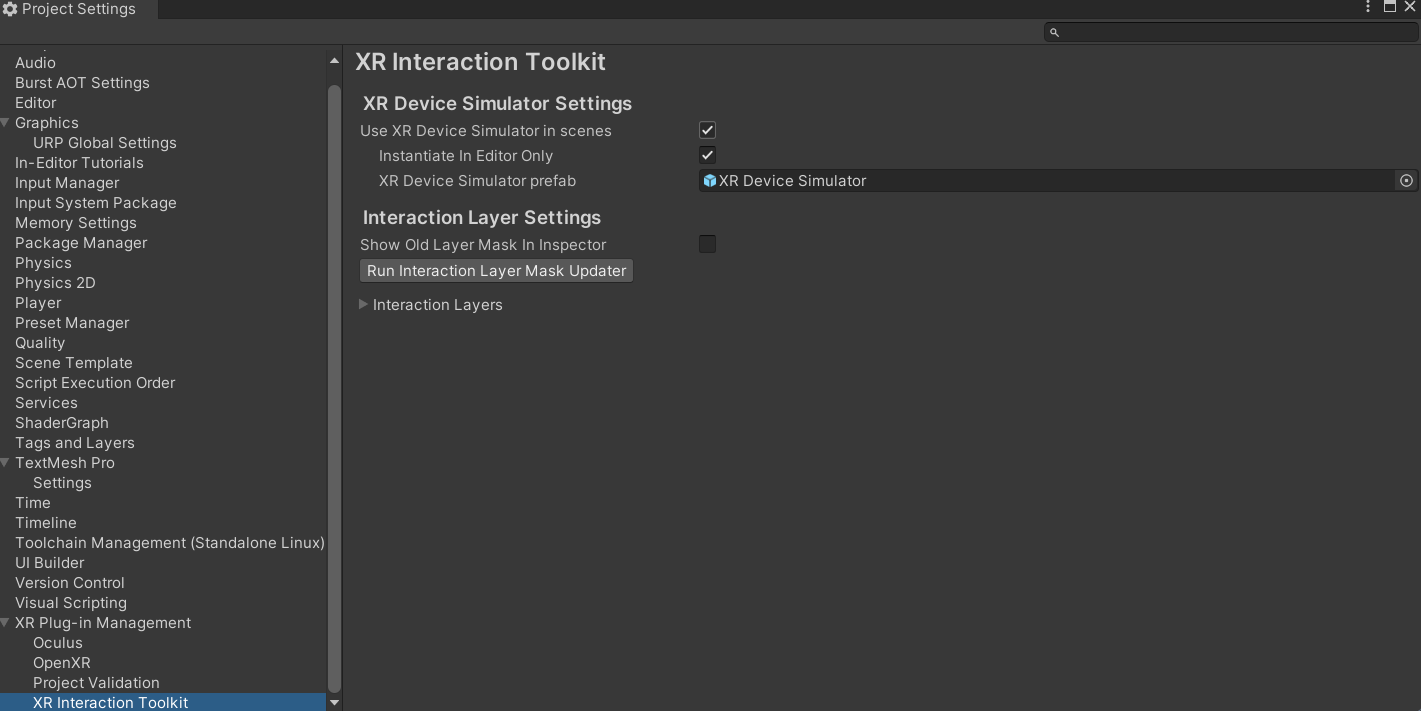 Project Settings
Audio
Burst AOT Settings
Editor
Graphics
URP Global Settings
In-Editor Tutorials
Input Manager
Input System Package
Memory Settings
Package Manager
Physics
Physics 2D
Player
Preset Manager
Quality
Scene Template
Script Execution Order
Services
ShaderGraph
Tags and Layers
TextMesh Pro
Settings
Time
Timeline
Toolchain Management (Standalone Linux)
UI Builder
Version Control
Visual Scripting
XR Plug-in Management
Oculus
OpenXR
Project Validation
XR Interaction Toolkit
XR Interaction Toolkit
XR Device Simulator Settings
Use XR Device Simulator in scenes
Instantiate In Editor Only
XR Device Simulator prefab
XR Device Simulator
Interaction Layer Settings
Show Old Layer Mask In Inspector
Run Interaction Layer Mask Updater
Interaction Layers